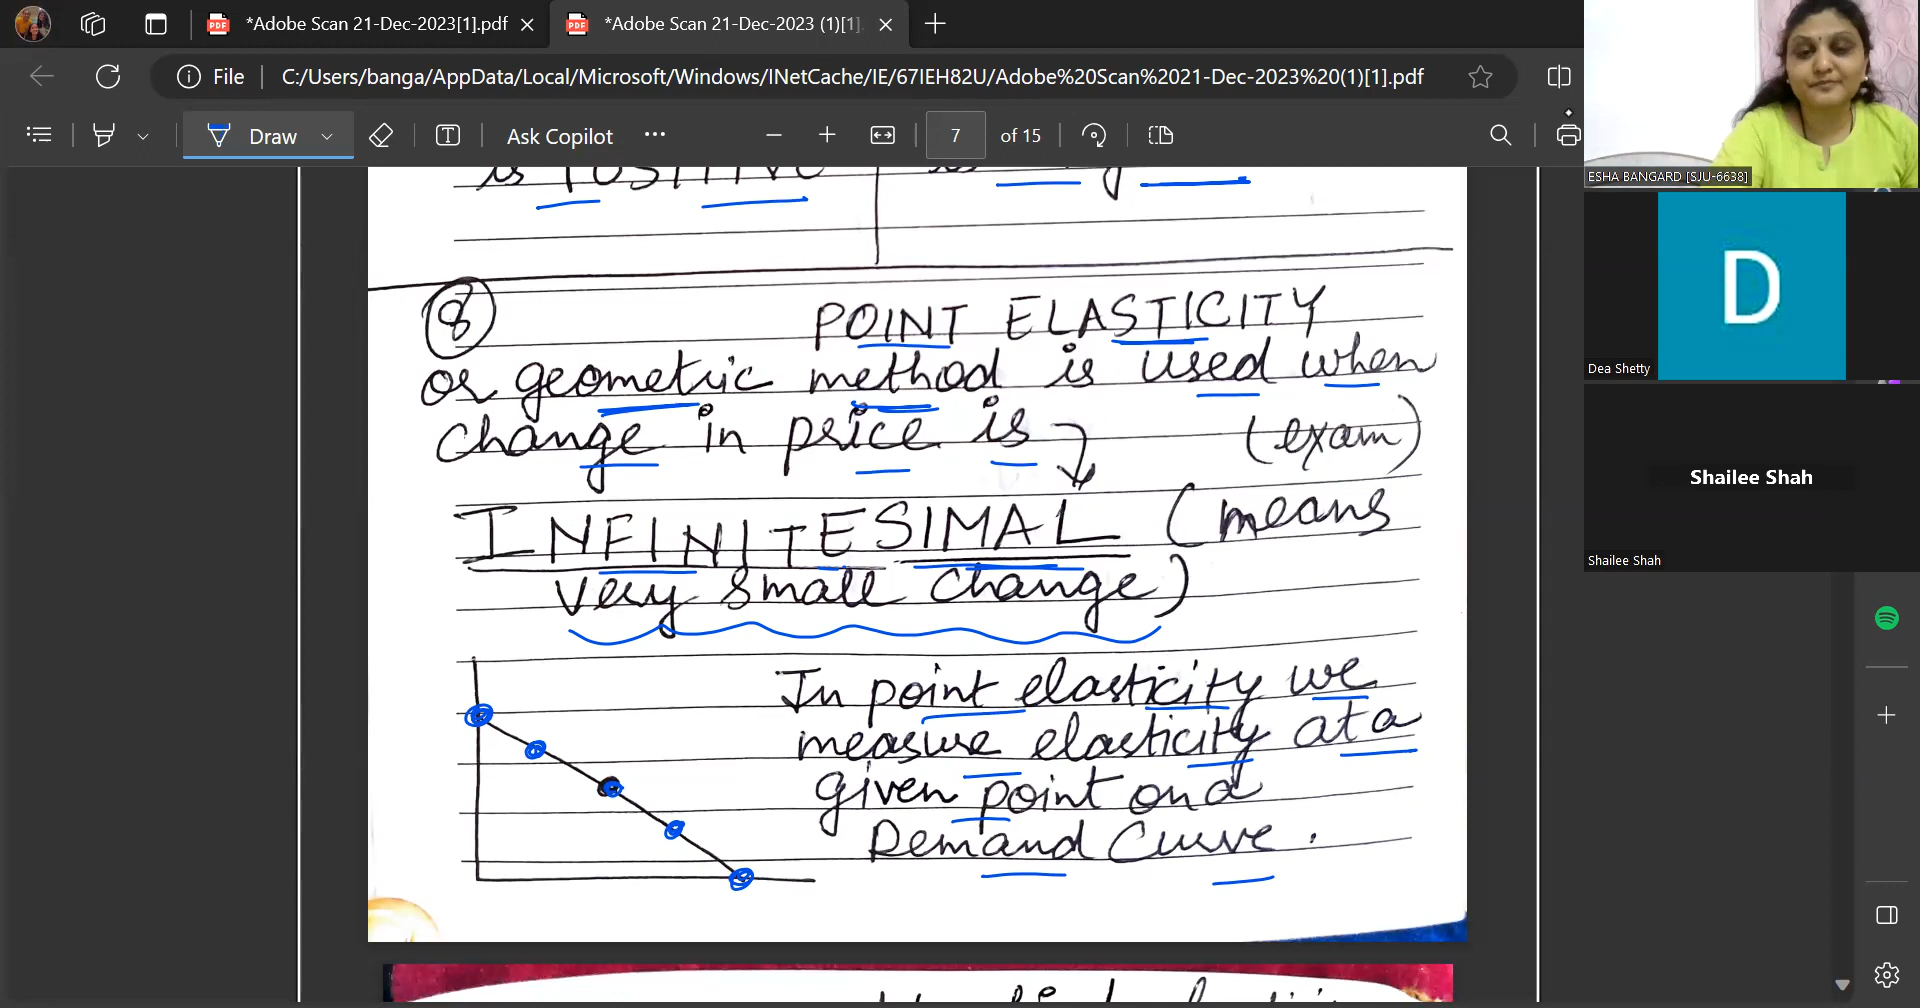 *Adobe Scan 21-Dec-2023[1].pdf
*Adobe Scan 21-Dec-2023 (1)[1].
File
C:/Users/banga/AppData/Local/Microsoft/Windows/INetCache/IE/67IEH82U/Adobe%20Scan%2021-Dec-2023%20(1)[1].pdf
Draw
Ask Copilot
7 of 15
is POSITIVE
8
POINT ELASTICITY
or geometric method is used when
change in price is (exam)
INFINITESIMAL (means
very small change)
In point elasticity we
measure elasticity at a
given point on a
Demand Curve.
ESHA BANGARD [SJU-6638]
D
Dea Shetty
Shailee Shah
Shailee Shah